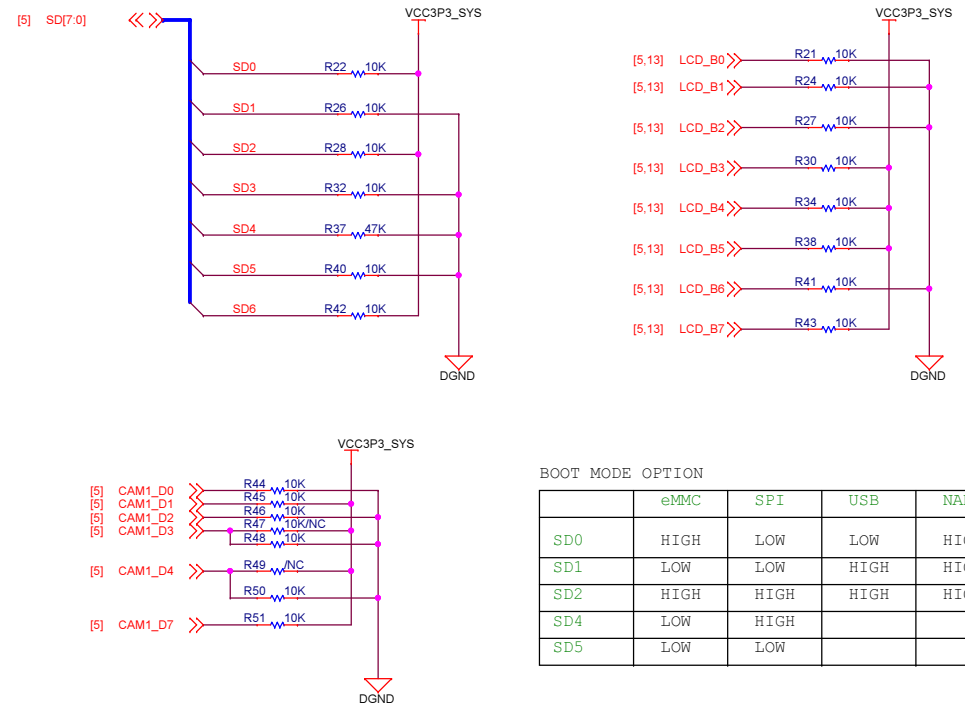 [5] SD[7:0]
VCC3P3_SYS
SD0 R22 10K
SD1 R26 10K
SD2 R28 10K
SD3 R32 10K
SD4 R37 47K
SD5 R40 10K
SD6 R42 10K
DGND
VCC3P3_SYS
[5,13] LCD_B0 R21 10K
[5,13] LCD_B1 R24 10K
[5,13] LCD_B2 R27 10K
[5,13] LCD_B3 R30 10K
[5,13] LCD_B4 R34 10K
[5,13] LCD_B5 R38 10K
[5,13] LCD_B6 R41 10K
[5,13] LCD_B7 R43 10K
DGND
VCC3P3_SYS
[5] CAM1_D0 R44 10K
[5] CAM1_D1 R45 10K
[5] CAM1_D2 R46 10K
[5] CAM1_D3 R47 10K/NC
R48 10K
[5] CAM1_D4 R49 /NC
R50 10K
[5] CAM1_D7 R51 10K
DGND
BOOT MODE OPTION
eMMC SPI USB
SD0 HIGH LOW LOW
SD1 LOW LOW HIGH
SD2 HIGH HIGH HIGH
SD4 LOW HIGH
SD5 LOW LOW